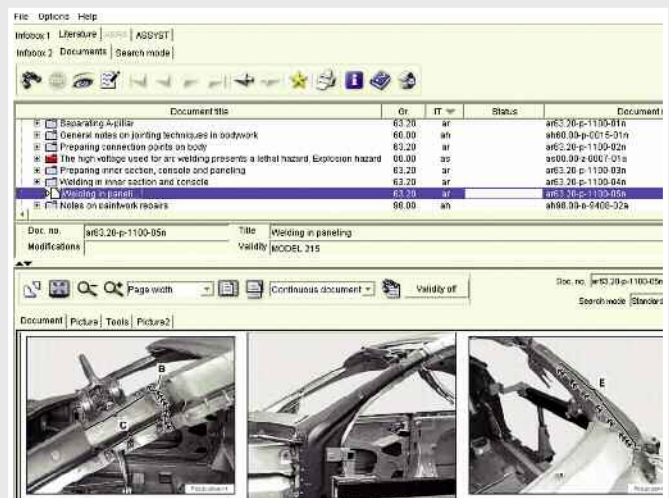 File Options Help
Infobox 1 Literature ASSYST
Infobox 2 Documents Search mode
Document title Gr. IT Status Document
Separating A-pillar 63.20 ar ar63.20-p-1100-01n
General notes on jointing techniques in bodywork 60.00 ah ah60.00-p-0015-01n
Preparing connection points on body 63.20 ar ar63.20-p-1100-02n
The high voltage used for arc welding presents a lethal hazard, Explosion hazard 00.00 as as00.00-z-0007-01a
Preparing inner section, console and paneling 63.20 ar ar63.20-p-1100-03n
Welding in inner section and console 63.20 ar ar63.20-p-1100-04n
Welding in paneli 63.20 ar ar63.20-p-1100-05n
Notes on paintwork repairs 98.00 ah
Doc. no. ar63.20-p-1100-05n Title Welding in paneling
Modifications Validity MODEL 215
Page width Continuous document Validity of Doc. no. ar63.20-p-1100-05n
Search mode Standard
Document Picture Tools Picture2
B
C
E